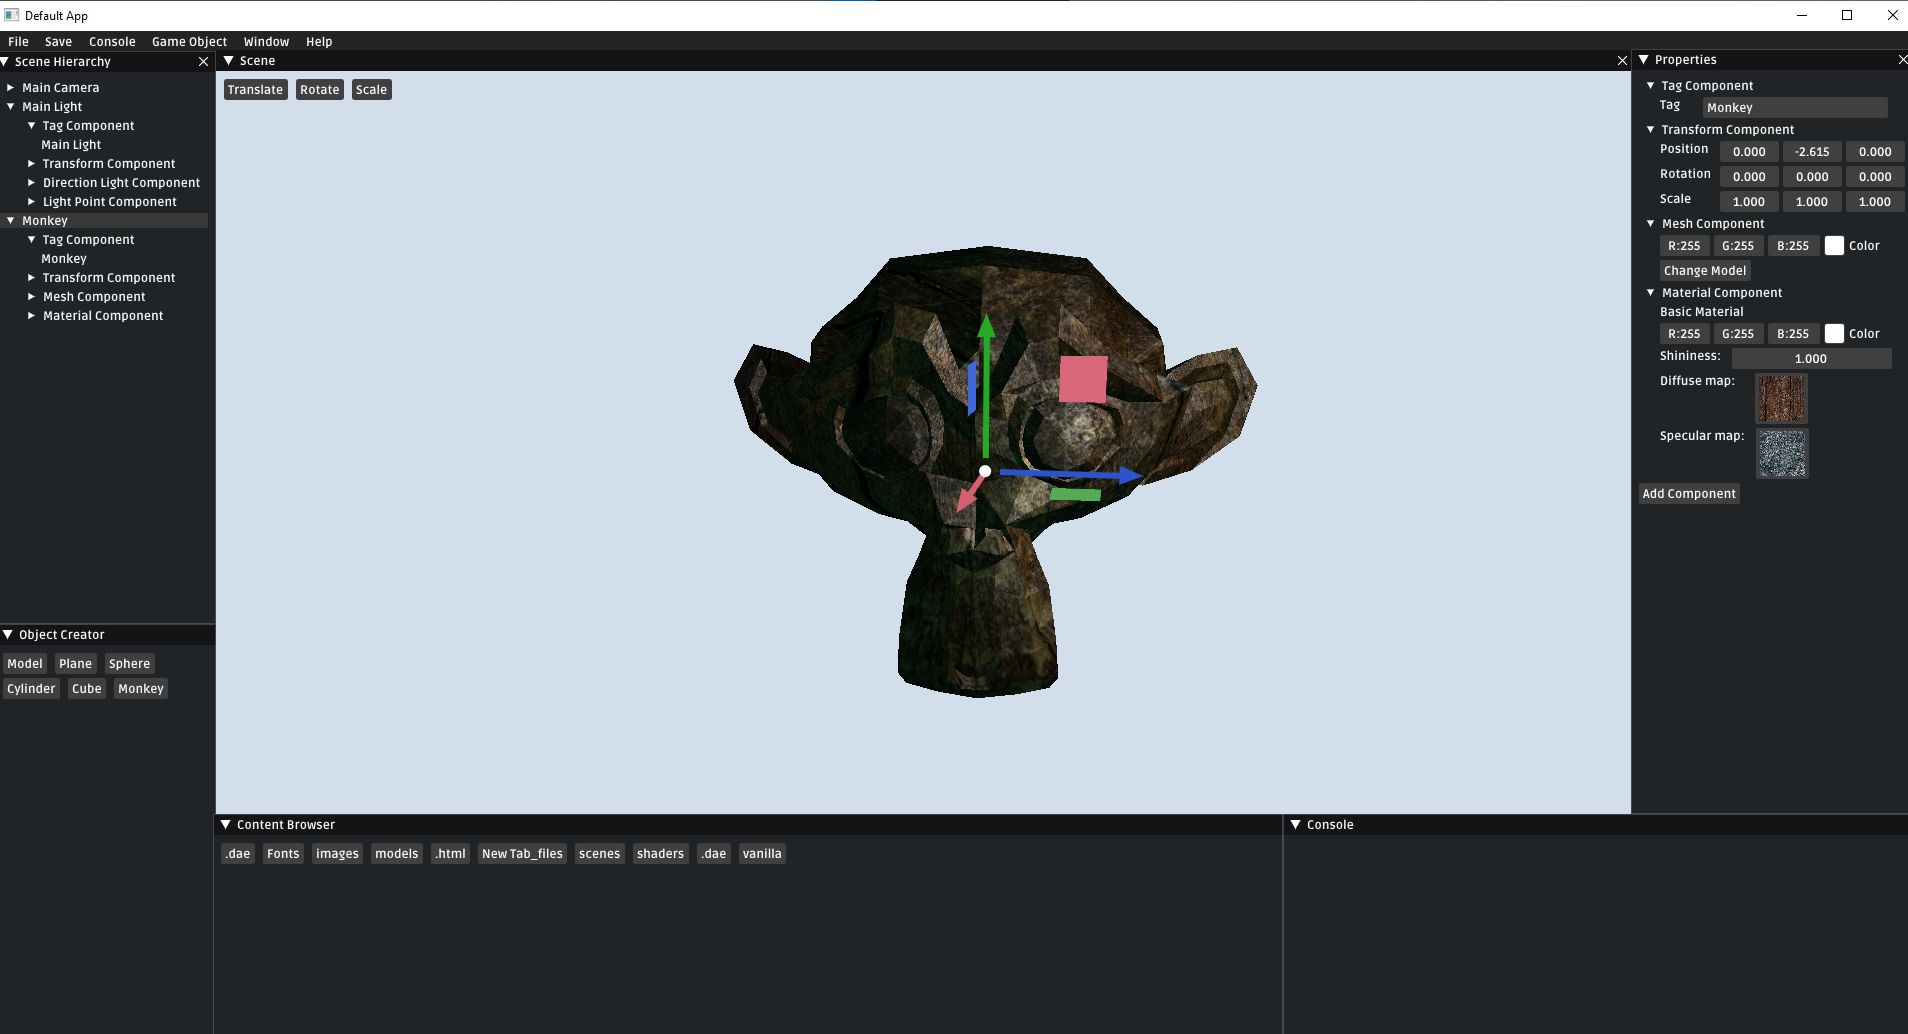 Default App
File Save Console Game Object Window Help
Scene Hierarchy
Main Camera
Main Light
Tag Component
Main Light
Transform Component
Direction Light Component
Light Point Component
Monkey
Tag Component
Monkey
Transform Component
Mesh Component
Material Component
Object Creator
Model Plane Sphere
Cylinder Cube Monkey
Scene
Translate Rotate Scale
Properties
Tag Component
Tag Monkey
Transform Component
Position 0.000 -2.615 0.000
Rotation 0.000 0.000 0.000
Scale 1.000 1.000 1.000
Mesh Component
R:255 G:255 B:255 Color
Change Model
Material Component
Basic Material
R:255 G:255 B:255 Color
Shininess: 1.000
Diffuse map:
Specular map:
Add Component
Content Browser
.dae Fonts images models .html New Tab_files scenes shaders .dae vanilla
Console